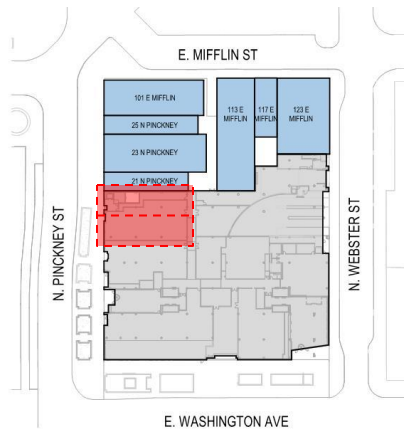 E. MIFFLIN ST
101 E MIFFLIN
113 E
MIFFLIN
117 E
MIFFLIN
123 E
MIFFLIN
25 N PINCKNEY
23 N PINCKNEY
21 N PINCKNEY
N. PINCKNEY ST
N. WEBSTER ST
E. WASHINGTON AVE